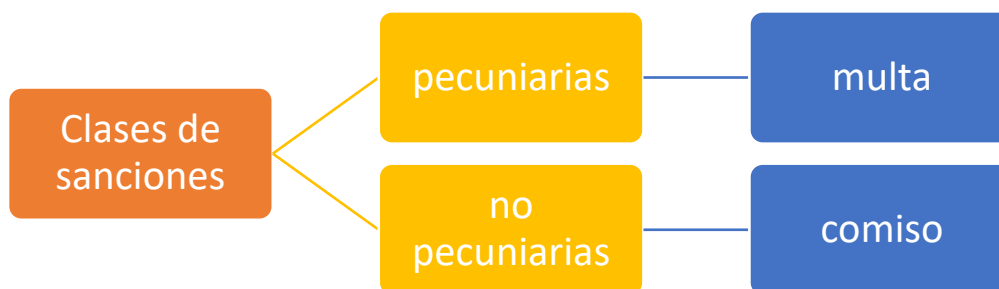 Clases de
sanciones
pecuniarias
multa
no
pecuniarias
comiso